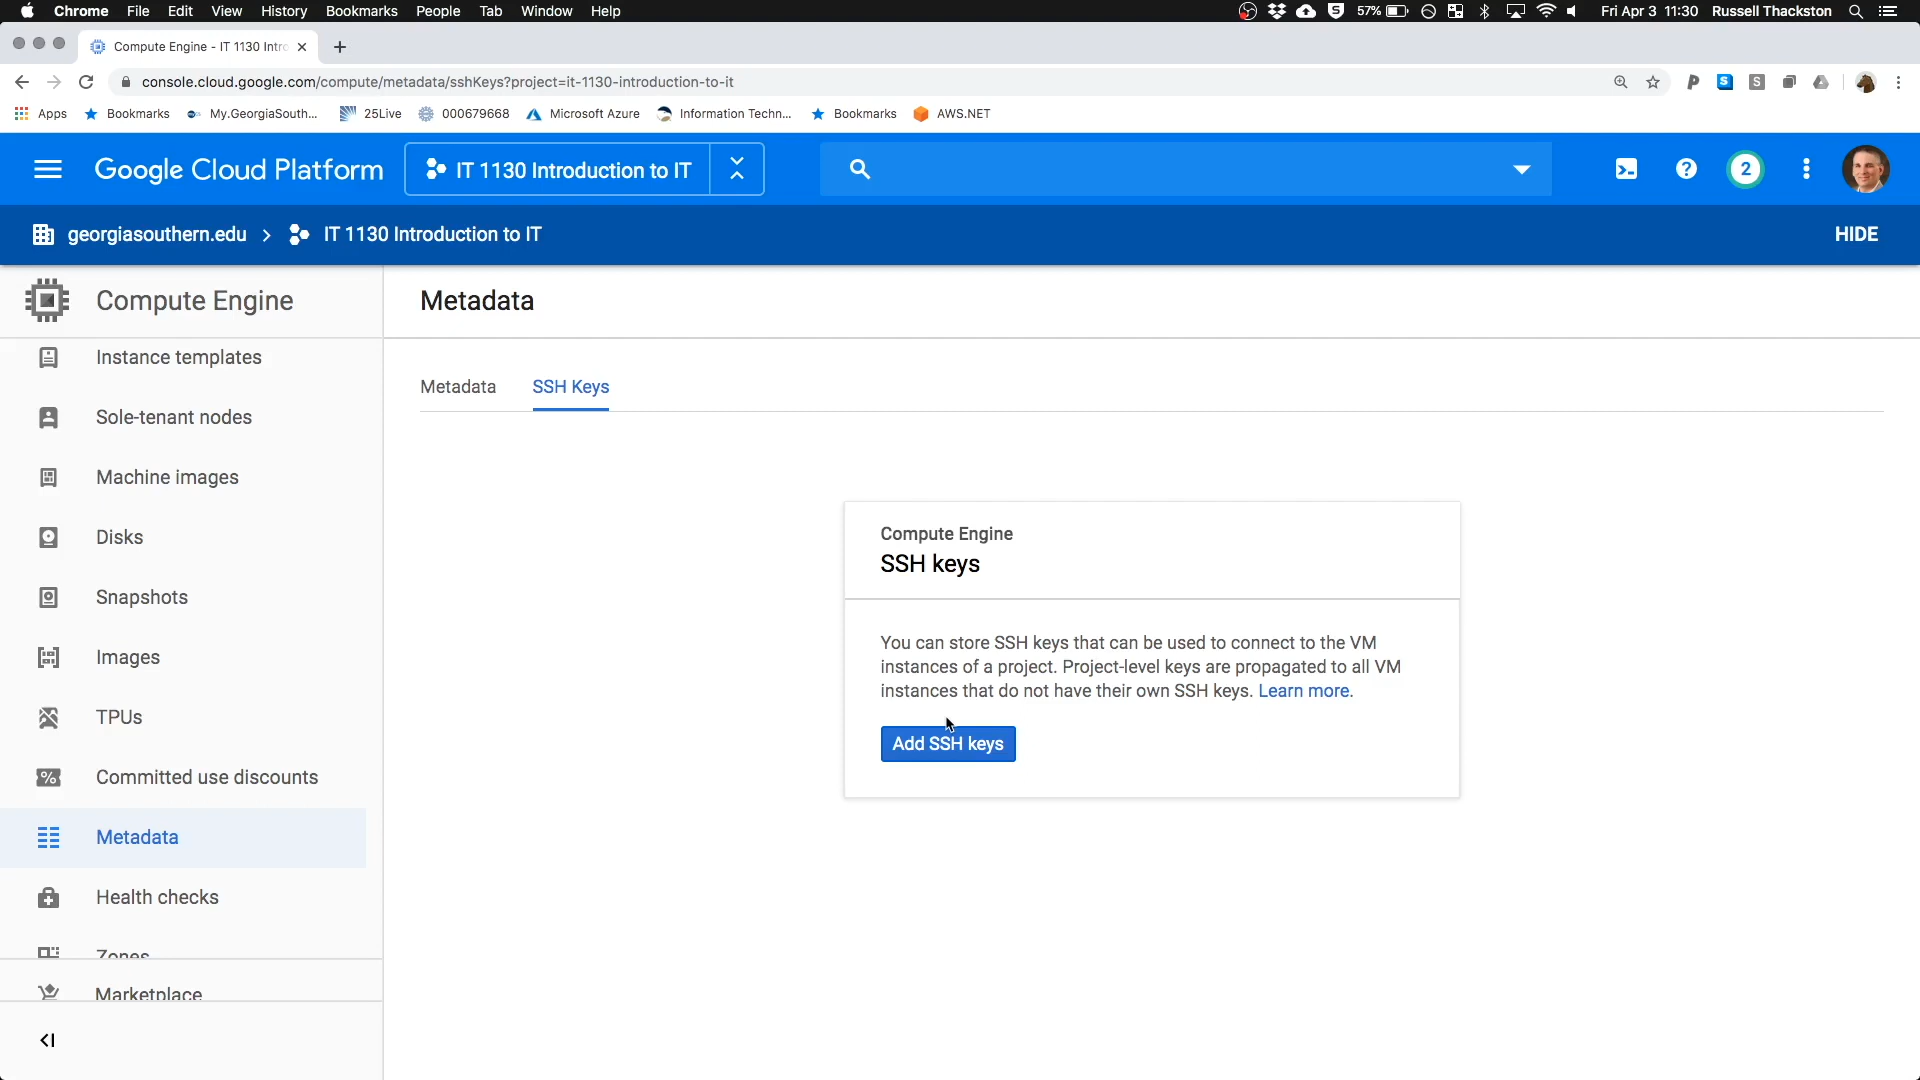 Chrome File Edit View History Bookmarks People Tab Window Help 57% Fri Apr 3 11:30 Russell Thackston
Compute Engine - IT 1130 Intro
console.cloud.google.com/compute/metadata/sshKeys?project=it-1130-introduction-to-it
Apps Bookmarks My.GeorgiaSouth... 25Live 000679668 Microsoft Azure Information Techn... Bookmarks AWS.NET
Google Cloud Platform IT 1130 Introduction to IT 2
georgiasouthern.edu > IT 1130 Introduction to IT HIDE
Compute Engine
Metadata
Instance templates
Sole-tenant nodes
Machine images
Disks
Snapshots
Images
TPUs
Committed use discounts
Metadata
Health checks
Zones
Marketplace
Metadata SSH Keys
Compute Engine
SSH keys
You can store SSH keys that can be used to connect to the VM
instances of a project. Project-level keys are propagated to all VM
instances that do not have their own SSH keys. Learn more.
Add SSH keys